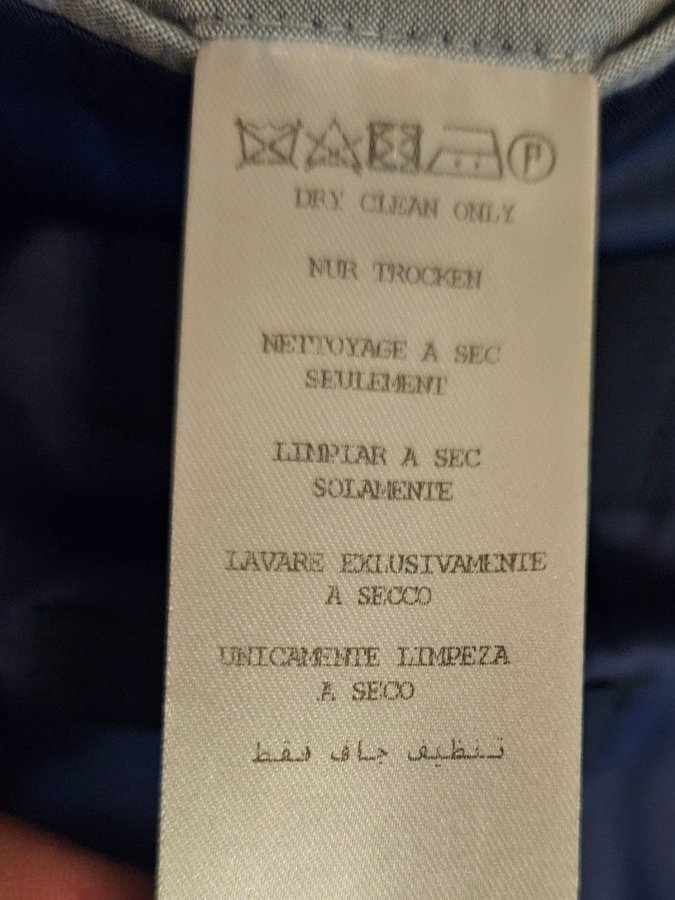 P
DRY CLEAN ONLY
NUR TROCKEN
NETTOYAGE A SEC
SEULEMENT
LIMPIAR A SEC
SOLAMENTE
LAVARE EXLUSIVAMENTE
A SECCO
UNICAMENTE LIMPEZA
A SECO
تنظيف جاف فقط